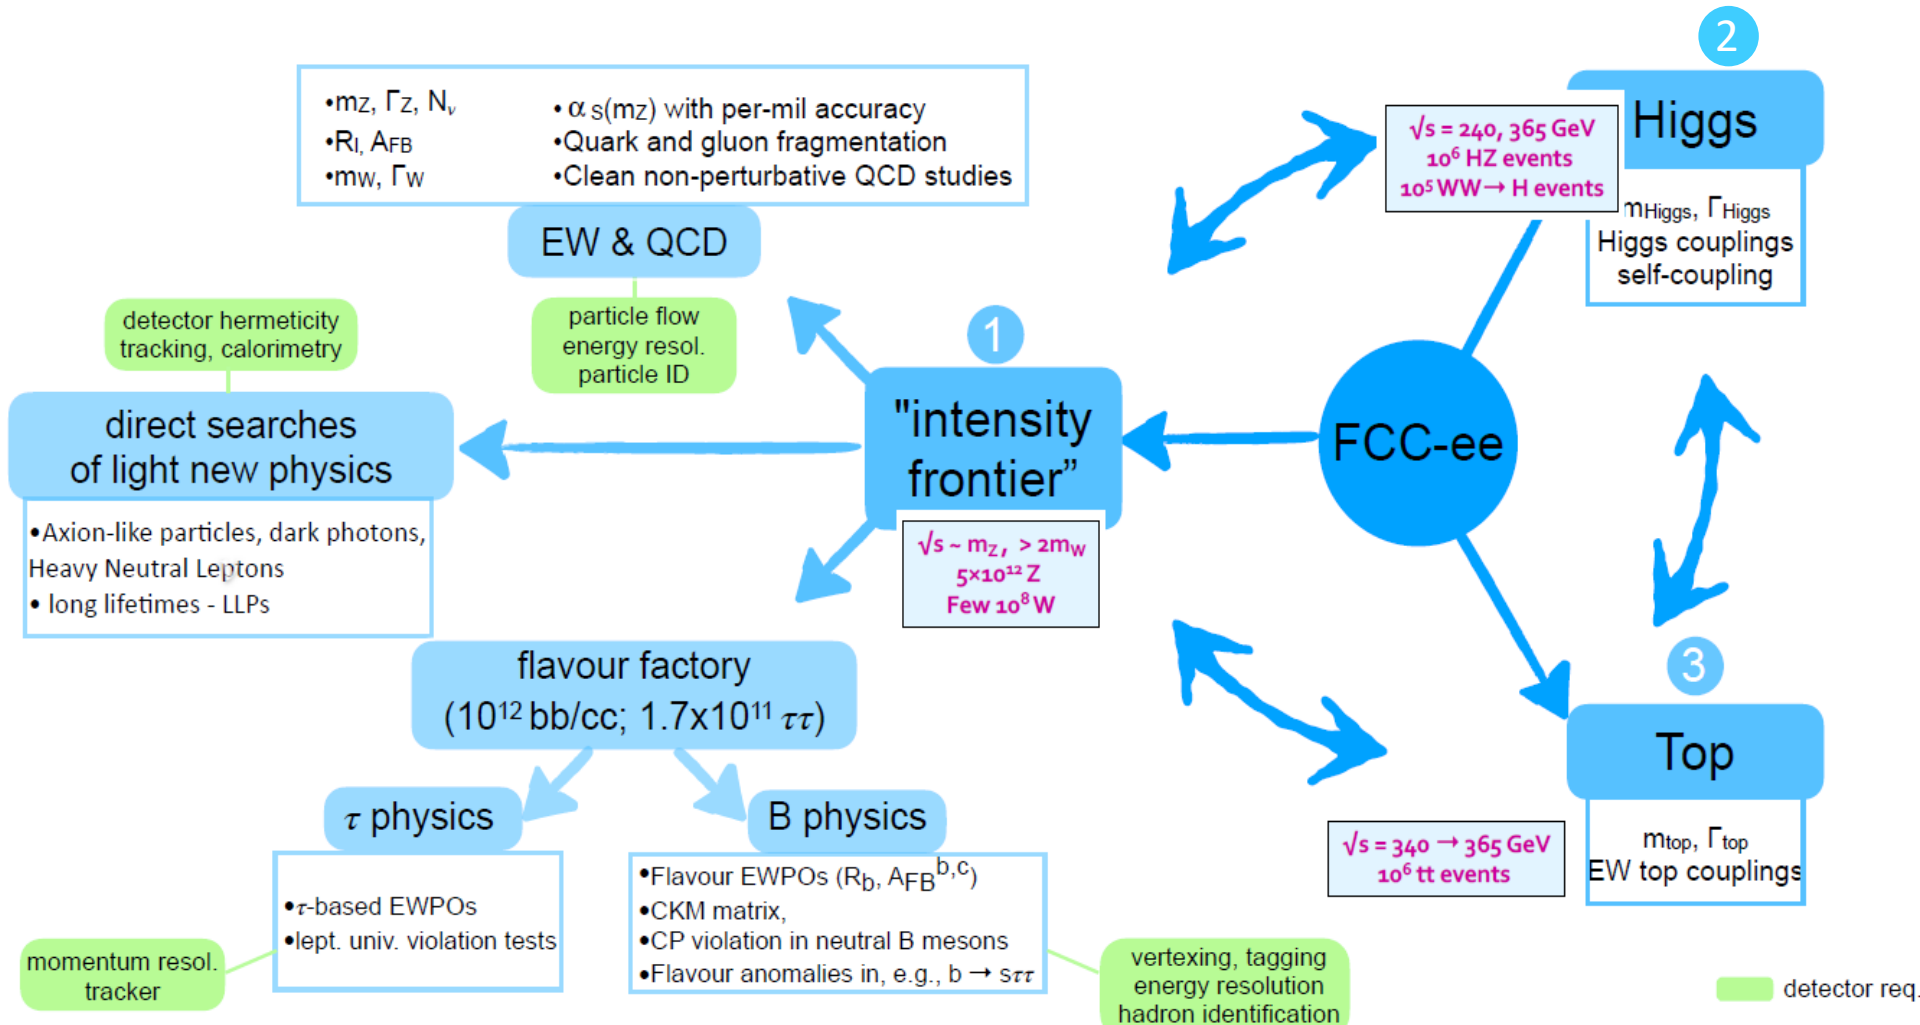 2
Higgs
√s = 240, 365 GeV
10⁶ HZ events
10⁵ WW → H events
mHiggs, ΓHiggs
Higgs couplings
self-coupling
•mZ, ΓZ, Nν
•Rl, AFB
•mW, ΓW
•αS(mZ) with per-mil accuracy
•Quark and gluon fragmentation
•Clean non-perturbative QCD studies
EW & QCD
particle flow
energy resol.
particle ID
detector hermeticity
tracking, calorimetry
direct searches
of light new physics
•Axion-like particles, dark photons,
Heavy Neutral Leptons
• long lifetimes - LLPs
1
"intensity
frontier”
√s ~ mZ, > 2mW
5×10¹² Z
Few 10⁸ W
FCC-ee
flavour factory
(10¹² bb/cc; 1.7x10¹¹ ττ)
τ physics
•τ-based EWPOs
•lept. univ. violation tests
momentum resol.
tracker
B physics
•Flavour EWPOs (Rb, AFBb,c)
•CKM matrix,
•CP violation in neutral B mesons
•Flavour anomalies in, e.g., b → sττ
vertexing, tagging
energy resolution
hadron identification
3
Top
√s = 340 → 365 GeV
10⁶ tt events
mtop, Γtop
EW top couplings
detector req.